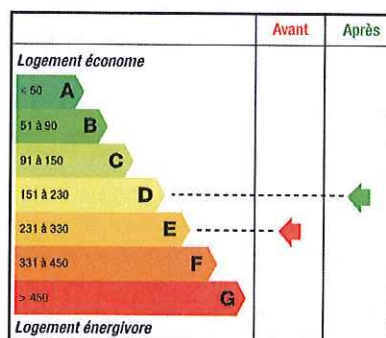 Avant Après
Logement économe
< 50 A
51 à 90 B
91 à 150 C
151 à 230 D
231 à 330 E
331 à 450 F
> 450 G
Logement énergivore